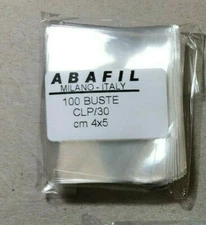 ABAFIL
MILANO - ITALY
100 BUSTE
CLP/30
cm 4x5